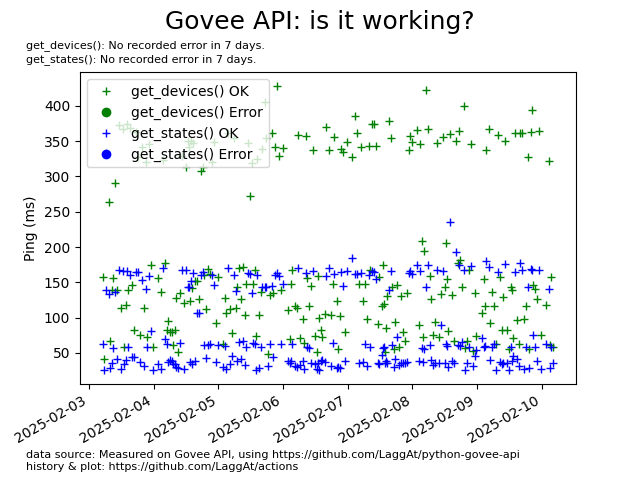 Govee API: is it working?
get_devices(): No recorded error in 7 days.
get_states(): No recorded error in 7 days.
get_devices() OK
get_devices() Error
get_states() OK
get_states() Error
Ping (ms)
400
350
300
250
200
150
100
50
2025-02-03
2025-02-04
2025-02-05
2025-02-06
2025-02-07
2025-02-08
2025-02-09
2025-02-10
data source: Measured on Govee API, using https://github.com/LaggAt/python-govee-api
history & plot: https://github.com/LaggAt/actions